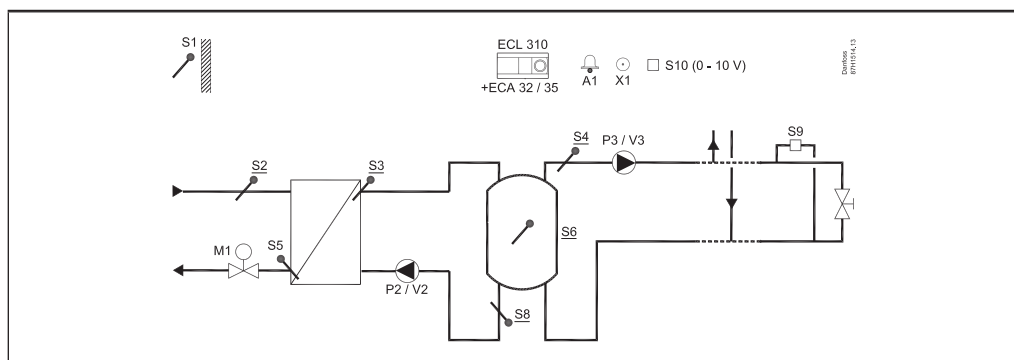 S1
ECL 310
+ECA 32 / 35
A1
X1
S10 (0 - 10 V)
Danfoss
87H1514.13
S2
S3
S4
P3 / V3
S9
S6
M1
S5
P2 / V2
S8